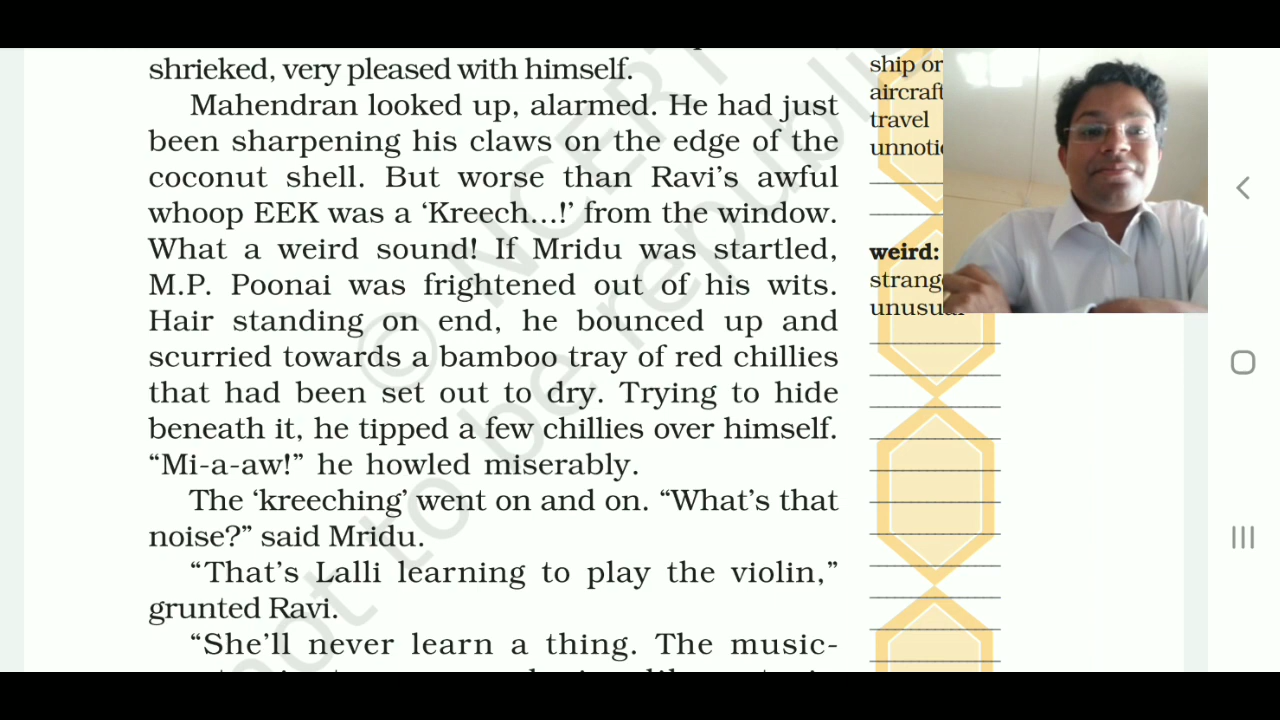 shrieked, very pleased with himself.
Mahendran looked up, alarmed. He had just
been sharpening his claws on the edge of the
coconut shell. But worse than Ravi’s awful
whoop EEK was a ‘Kreech...!’ from the window.
What a weird sound! If Mridu was startled,
M.P. Poonai was frightened out of his wits.
Hair standing on end, he bounced up and
scurried towards a bamboo tray of red chillies
that had been set out to dry. Trying to hide
beneath it, he tipped a few chillies over himself.
“Mi-a-aw!” he howled miserably.
The ‘kreeching’ went on and on. “What’s that
noise?” said Mridu.
“That’s Lalli learning to play the violin,”
grunted Ravi.
“She’ll never learn a thing. The music-
ship or
aircraft
travel
weird:
© NCERT
not to be republi